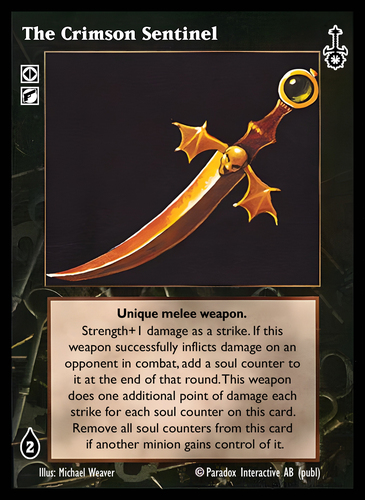 The Crimson Sentinel
Unique melee weapon.
Strength+1 damage as a strike. If this
weapon successfully inflicts damage on an
opponent in combat, add a soul counter to
it at the end of that round. This weapon
does one additional point of damage each
strike for each soul counter on this card.
Remove all soul counters from this card
if another minion gains control of it.
2
Illus: Michael Weaver © Paradox Interactive AB (publ)